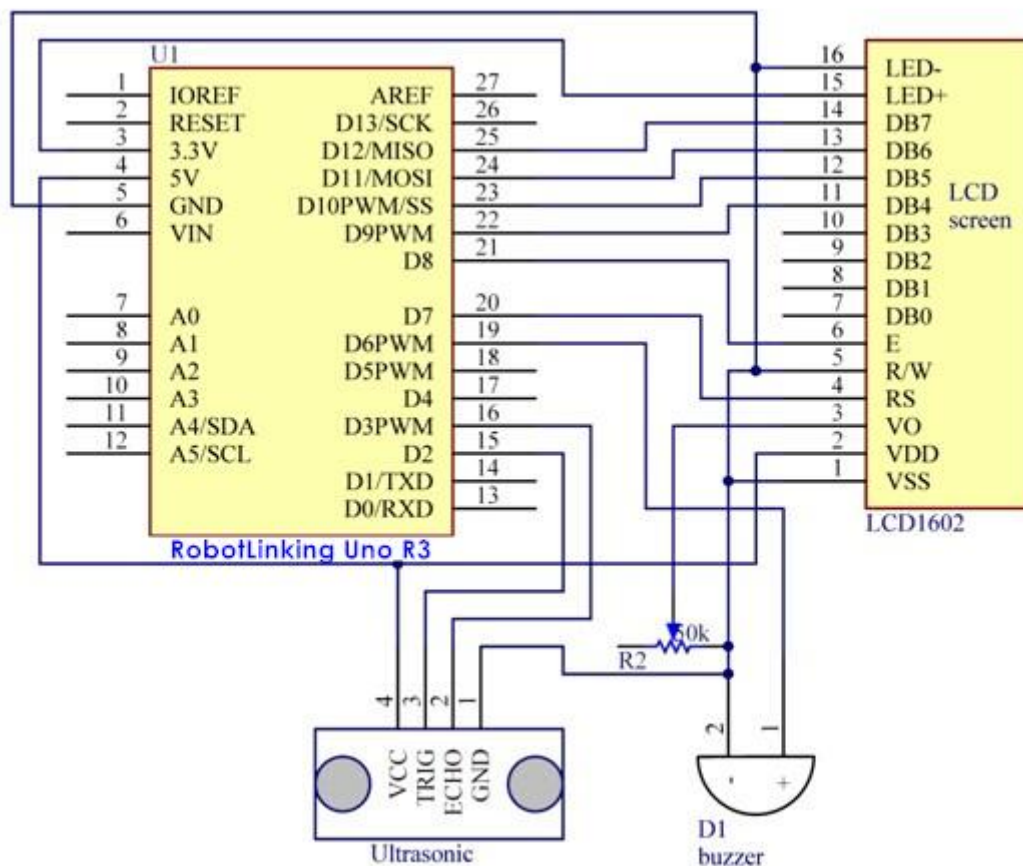 U1
1 IOREF
2 RESET
3 3.3V
4 5V
5 GND
6 VIN
7 A0
8 A1
9 A2
10 A3
11 A4/SDA
12 A5/SCL
AREF 27
D13/SCK 26
D12/MISO 25
D11/MOSI 24
D10PWM/SS 23
D9PWM 22
D8 21
D7 20
D6PWM 19
D5PWM 18
D4 17
D3PWM 16
D2 15
D1/TXD 14
D0/RXD 13
RobotLinking Uno R3
16 LED-
15 LED+
14 DB7
13 DB6
12 DB5
11 DB4
10 DB3
9 DB2
8 DB1
7 DB0
6 E
5 R/W
4 RS
3 VO
2 VDD
1 VSS
LCD
screen
LCD1602
50k
R2
4 VCC
3 TRIG
2 ECHO
1 GND
Ultrasonic
2 -
1 +
D1
buzzer